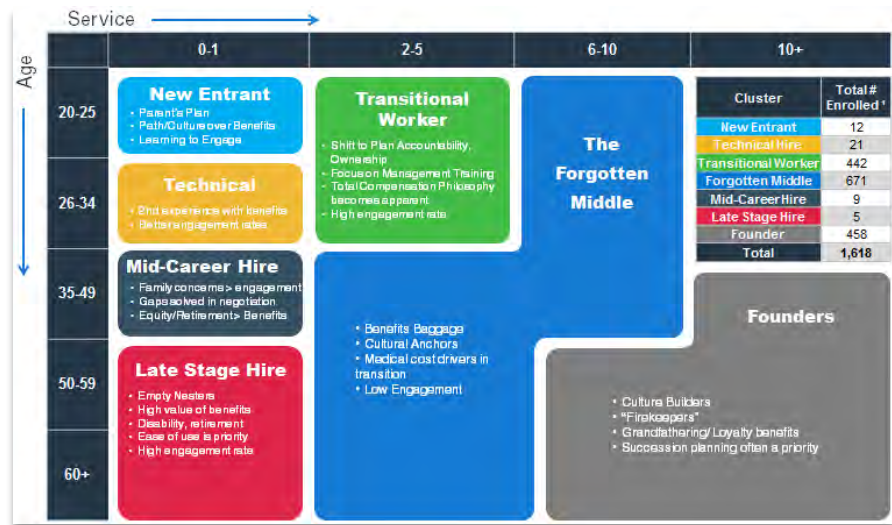 Service
Age
0-1
2-5
6-10
10+
20-25
26-34
35-49
50-59
60+
New Entrant
• Parent's Plan
• Path/Culture over Benefits
• Learning to Engage
Technical
• 2nd experience with benefits
• Better engagement rates
Mid-Career Hire
• Family concerns > engagement
• Gaps solved in negotiation
• Equity/Retirement > Benefits
Late Stage Hire
• Empty Nesters
• High value of benefits
• Disability, retirement
• Ease of use is priority
• High engagement rate
Transitional
Worker
• Shift to Plan Accountability,
Ownership
• Focus on Management Training
• Total Compensation Philosophy
becomes apparent
• High engagement rate
The
Forgotten
Middle
• Benefits Baggage
• Cultural Anchors
• Medical cost drivers in
transition
• Low Engagement
Cluster Total # Enrolled ¹
New Entrant 12
Technical Hire 21
Transitional Worker 442
Forgotten Middle 671
Mid-Career Hire 9
Late Stage Hire 5
Founder 458
Total 1,618
Founders
• Culture Builders
• "Firekeepers"
• Grandfathering/ Loyalty benefits
• Succession planning often a priority